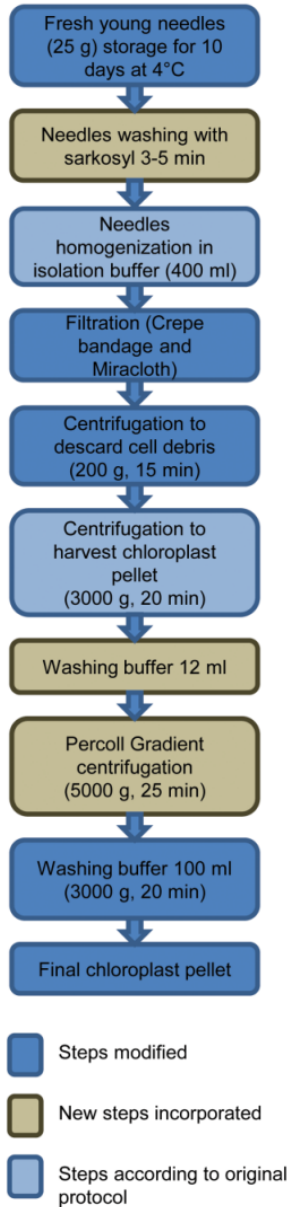 Fresh young needles
(25 g) storage for 10
days at 4°C
Needles washing with
sarkosyl 3-5 min
Needles
homogenization in
isolation buffer (400 ml)
Filtration (Crepe
bandage and
Miracloth)
Centrifugation to
descard cell debris
(200 g, 15 min)
Centrifugation to
harvest chloroplast
pellet
(3000 g, 20 min)
Washing buffer 12 ml
Percoll Gradient
centrifugation
(5000 g, 25 min)
Washing buffer 100 ml
(3000 g, 20 min)
Final chloroplast pellet
Steps modified
New steps incorporated
Steps according to original
protocol